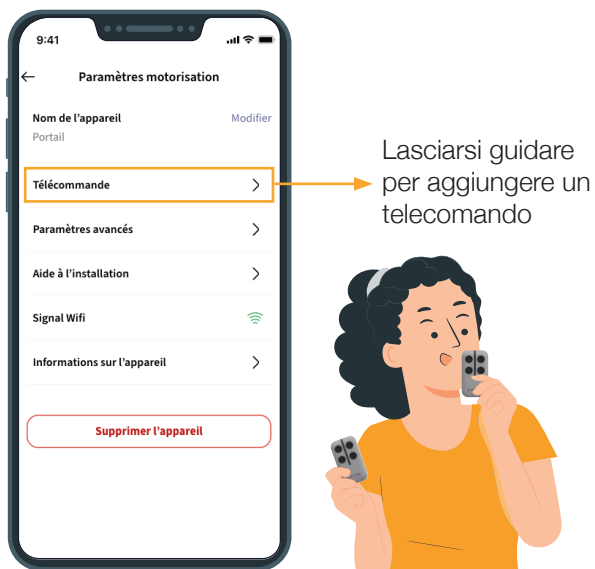 9:41
Paramètres motorisation
Nom de l'appareil
Modifier
Portail
Télécommande
Paramètres avancés
Aide à l'installation
Signal Wifi
Informations sur l'appareil
Supprimer l'appareil
Lasciarsi guidare
per aggiungere un
telecomando